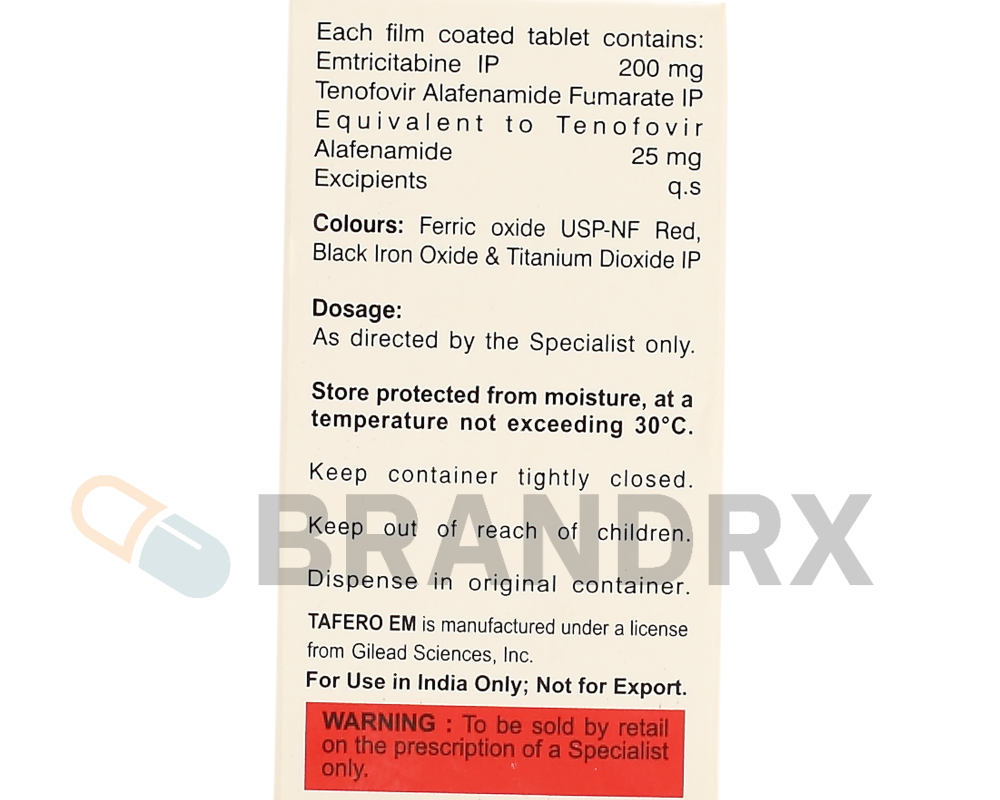 Each film coated tablet contains:
Emtricitabine IP 200 mg
Tenofovir Alafenamide Fumarate IP
Equivalent to Tenofovir
Alafenamide 25 mg
Excipients q.s
Colours: Ferric oxide USP-NF Red,
Black Iron Oxide & Titanium Dioxide IP
Dosage:
As directed by the Specialist only.
Store protected from moisture, at a
temperature not exceeding 30°C.
Keep container tightly closed.
BRANDRX
Keep out of reach of children.
Dispense in original container.
TAFERO EM is manufactured under a license
from Gilead Sciences, Inc.
For Use in India Only; Not for Export.
WARNING : To be sold by retail
on the prescription of a Specialist
only.